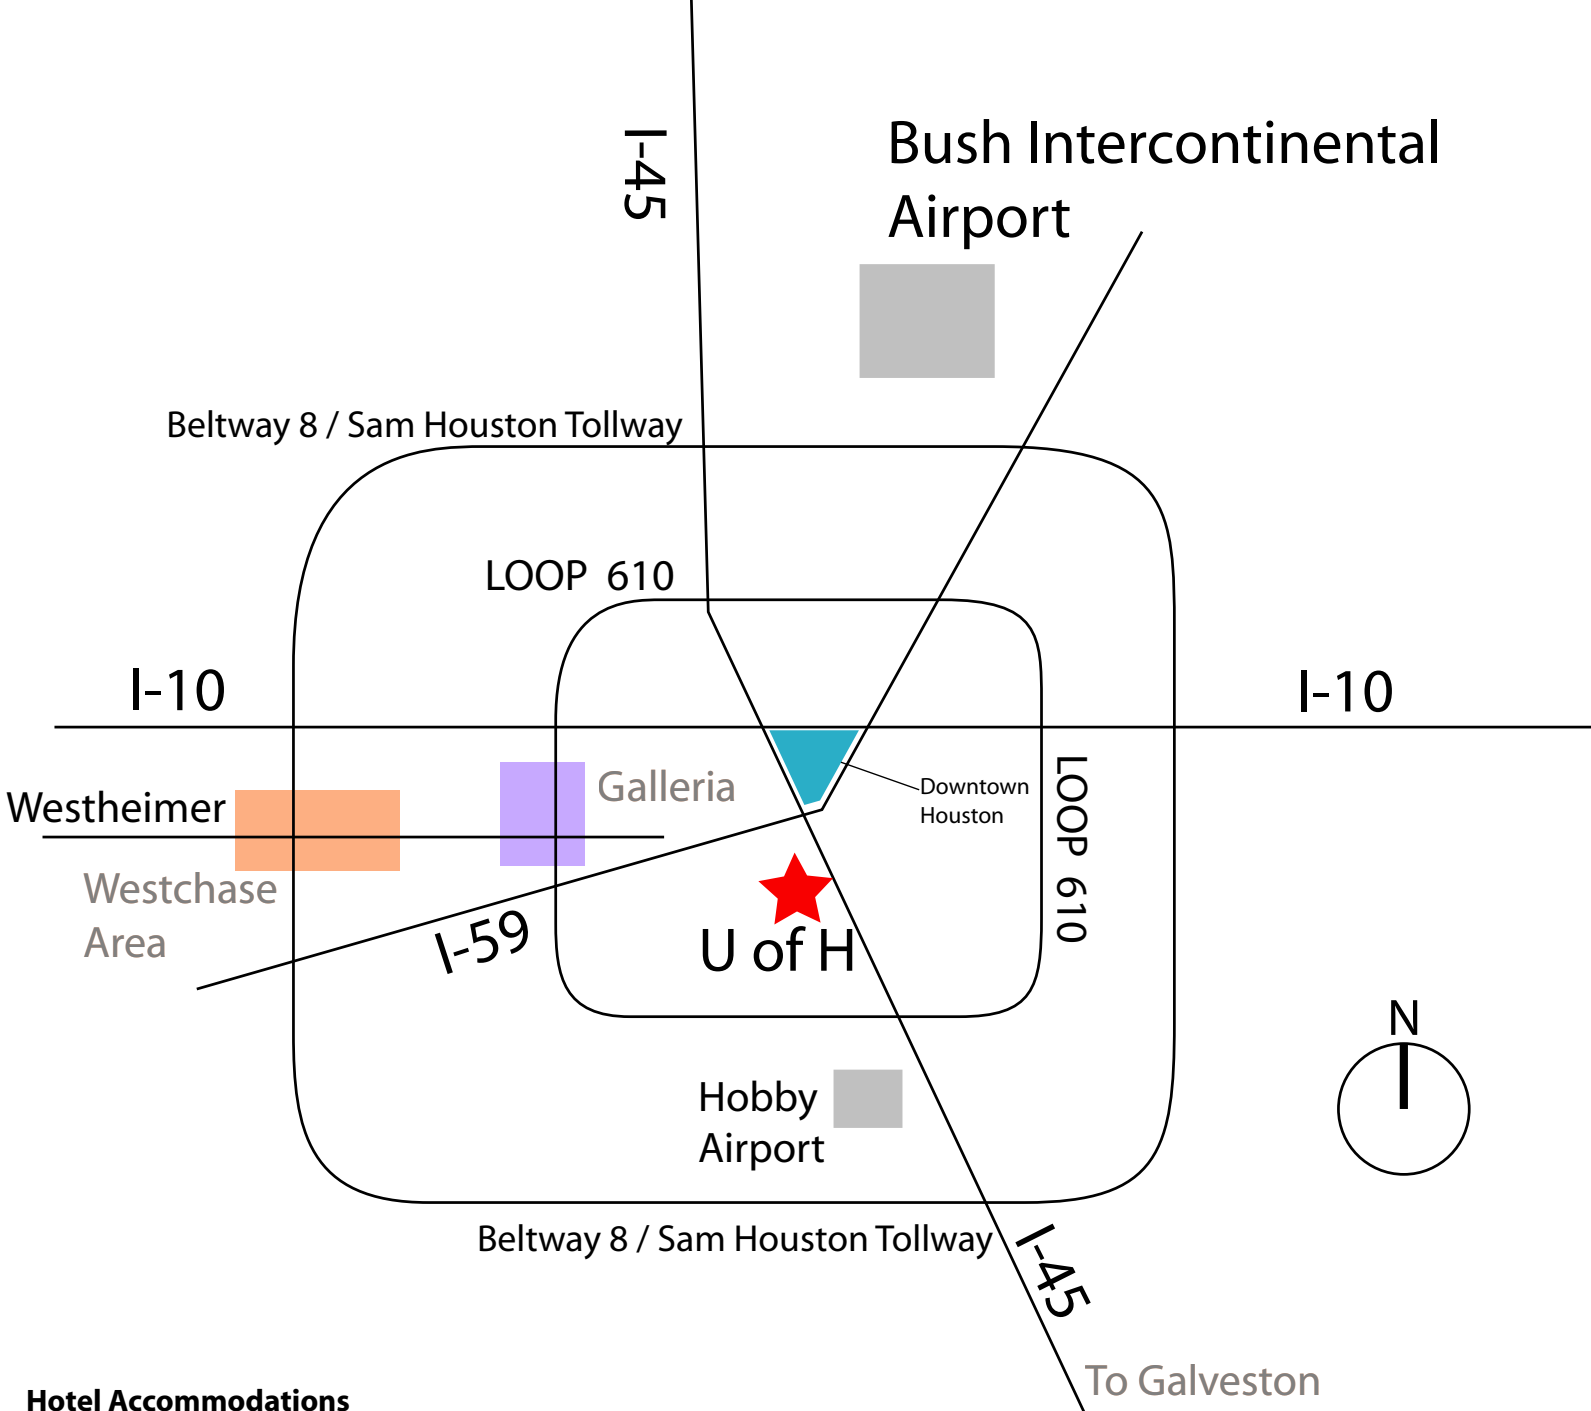 I-45
Bush Intercontinental
Airport
Beltway 8 / Sam Houston Tollway
LOOP 610
I-10
I-10
Galleria
Westheimer
Downtown
Houston
LOOP 610
Westchase
Area
I-59
U of H
N
Hobby
Airport
Beltway 8 / Sam Houston Tollway
I-45
To Galveston
Hotel Accommodations